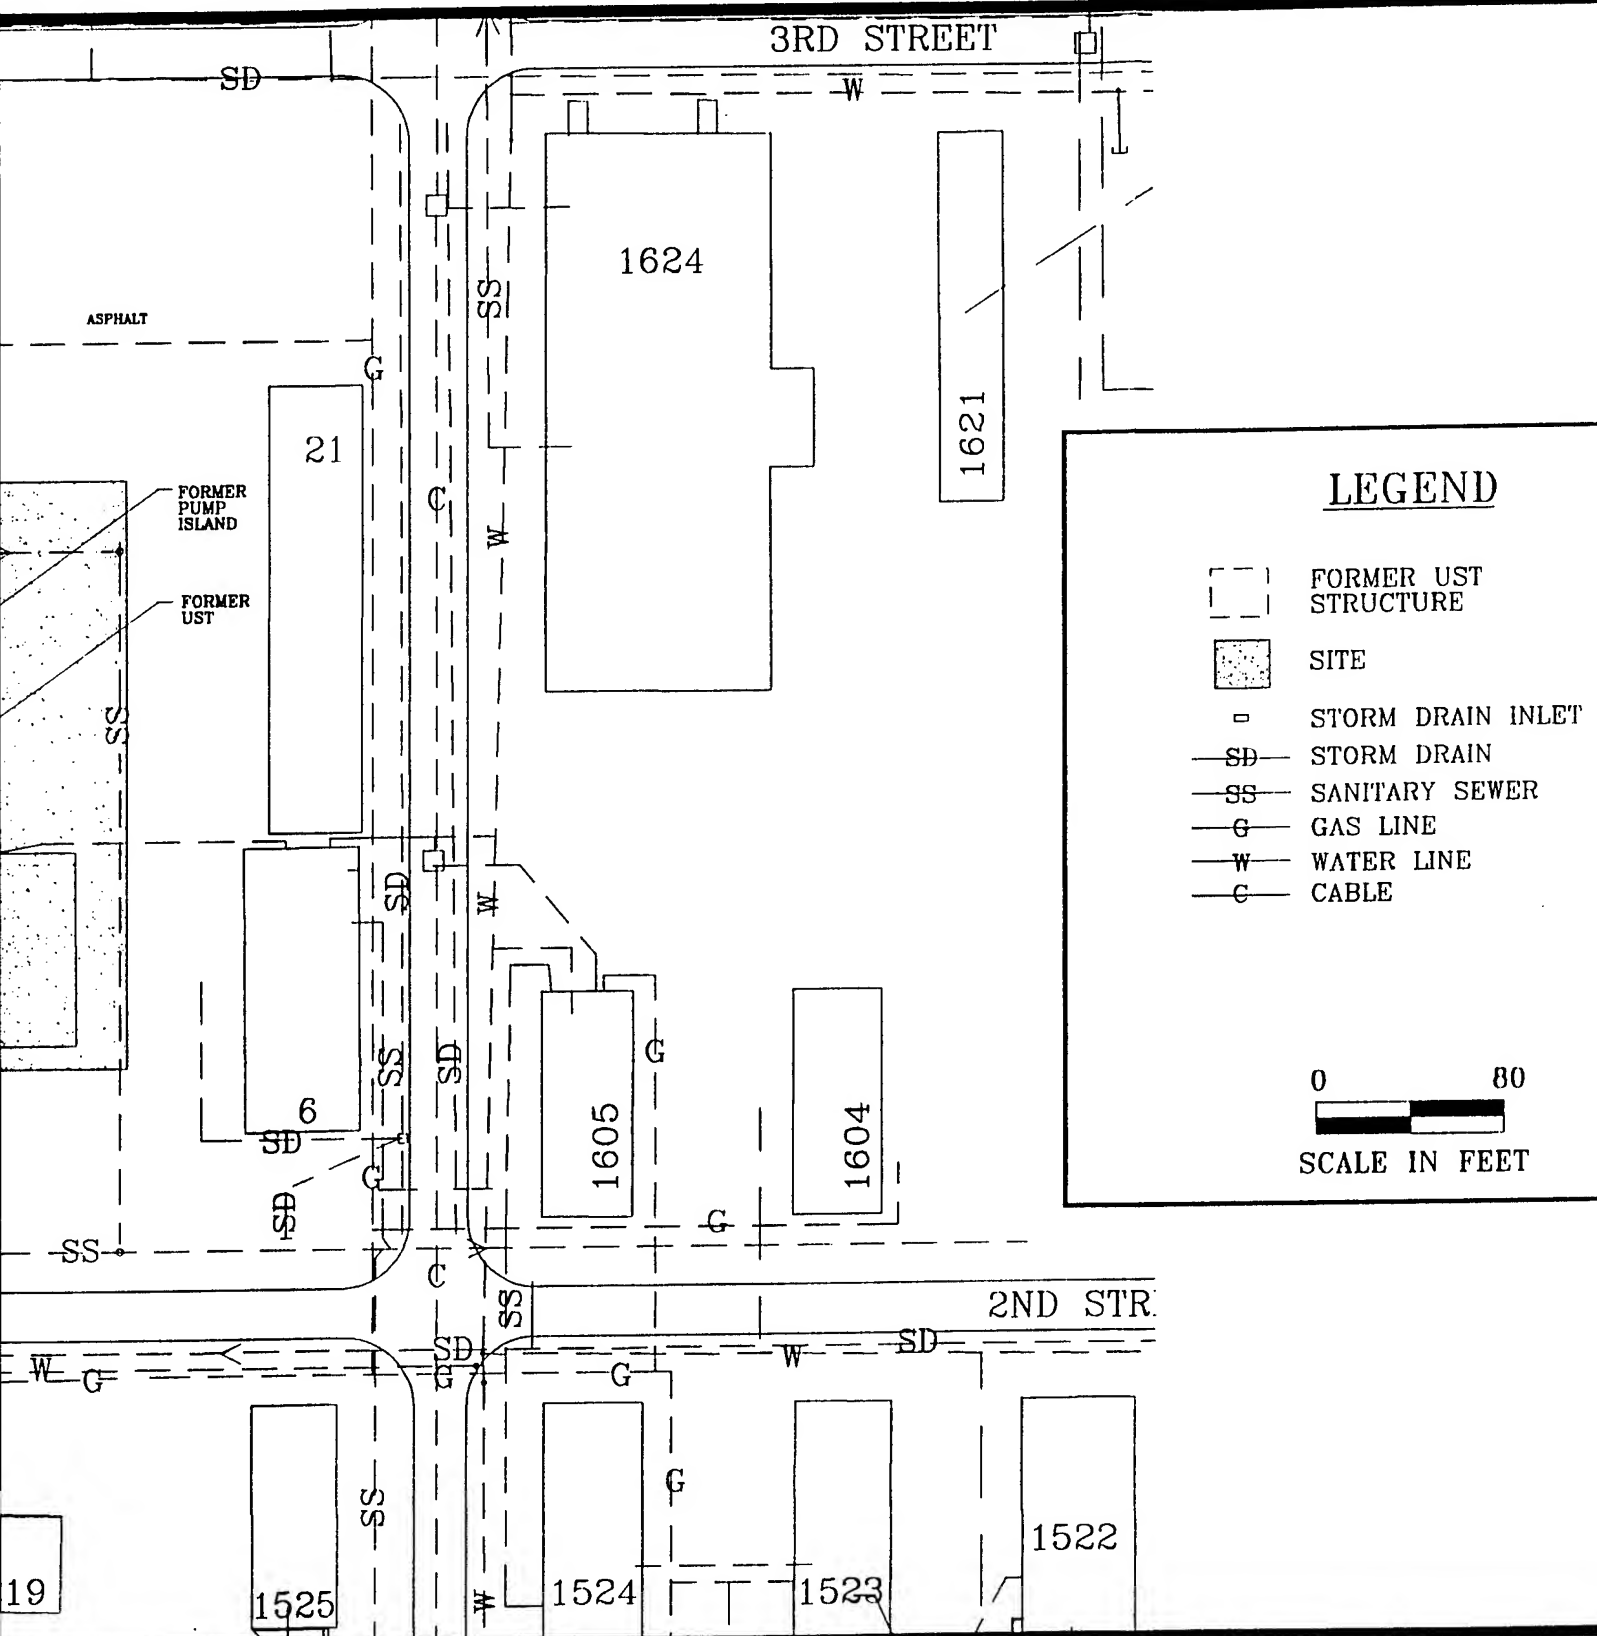 3RD STREET
SD
W
1624
SS
ASPHALT
G
21
1621
C
FORMER
PUMP
ISLAND
W
FORMER
UST
SS
SD
W
SS
SD
G
6
SD
1605
1604
G
SD
G
SS
C
SS
2ND STR
SD
SD
W
W
G
G
G
G
SS
1522
19
1525
W
1524
1523
LEGEND
FORMER UST
STRUCTURE
SITE
STORM DRAIN INLET
SD STORM DRAIN
SS SANITARY SEWER
G GAS LINE
W WATER LINE
C CABLE
0 80
SCALE IN FEET